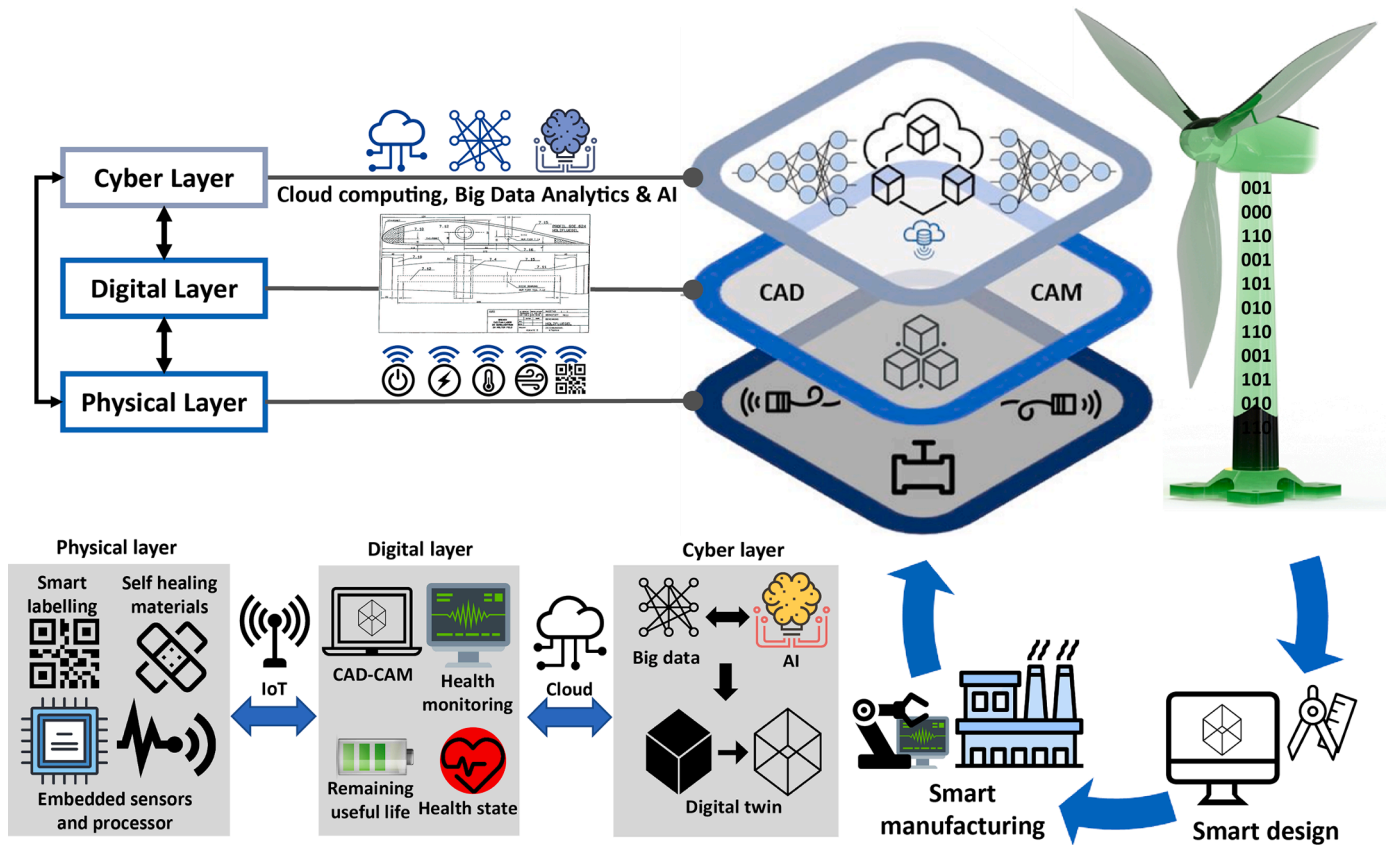 Cyber Layer
Cloud computing, Big Data Analytics & AI
Digital Layer
Physical Layer
CAD
CAM
001
000
110
001
101
010
110
001
101
010
110
Physical layer
Smart
labelling
Self healing
materials
Embedded sensors
and processor
IoT
Digital layer
CAD-CAM
Health
monitoring
Remaining
useful life
Health state
Cloud
Cyber layer
Big data
AI
Digital twin
Smart
manufacturing
Smart design